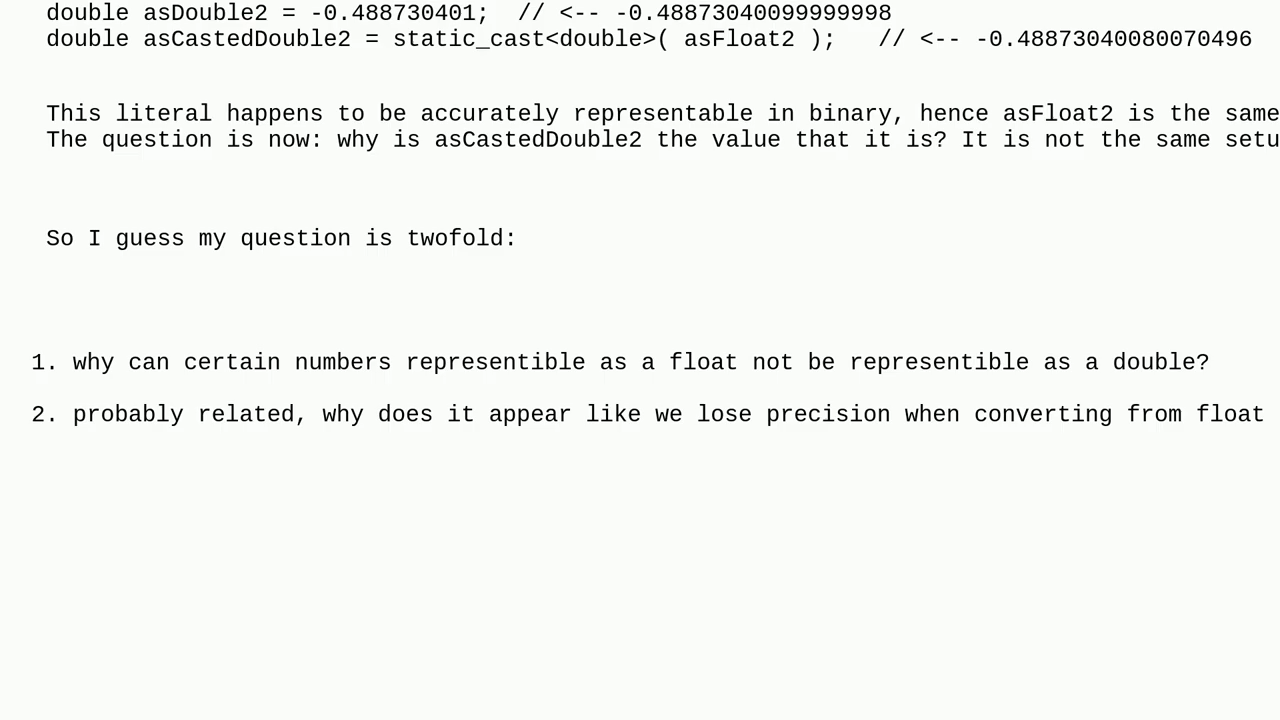 double asDouble2 = -0.488730401;  // <-- -0.48873040099999998
double asCastedDouble2 = static_cast<double>( asFloat2 );   // <-- -0.48873040080070496
This literal happens to be accurately representable in binary, hence asFloat2 is the same
The question is now: why is asCastedDouble2 the value that it is? It is not the same setu
So I guess my question is twofold:
1. why can certain numbers representible as a float not be representible as a double?
2. probably related, why does it appear like we lose precision when converting from float